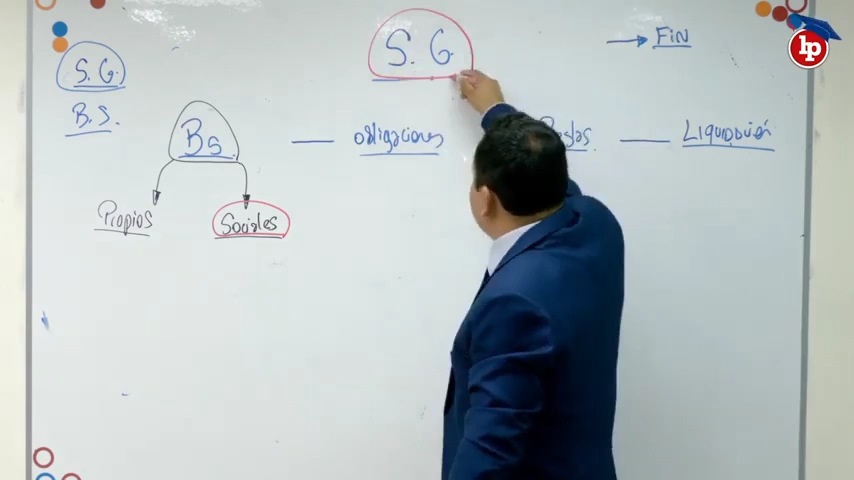 S. G.
→ FiN
lp
S. G.
B. S.
Bs — obligaciones — Liquidación
Propios Sociales